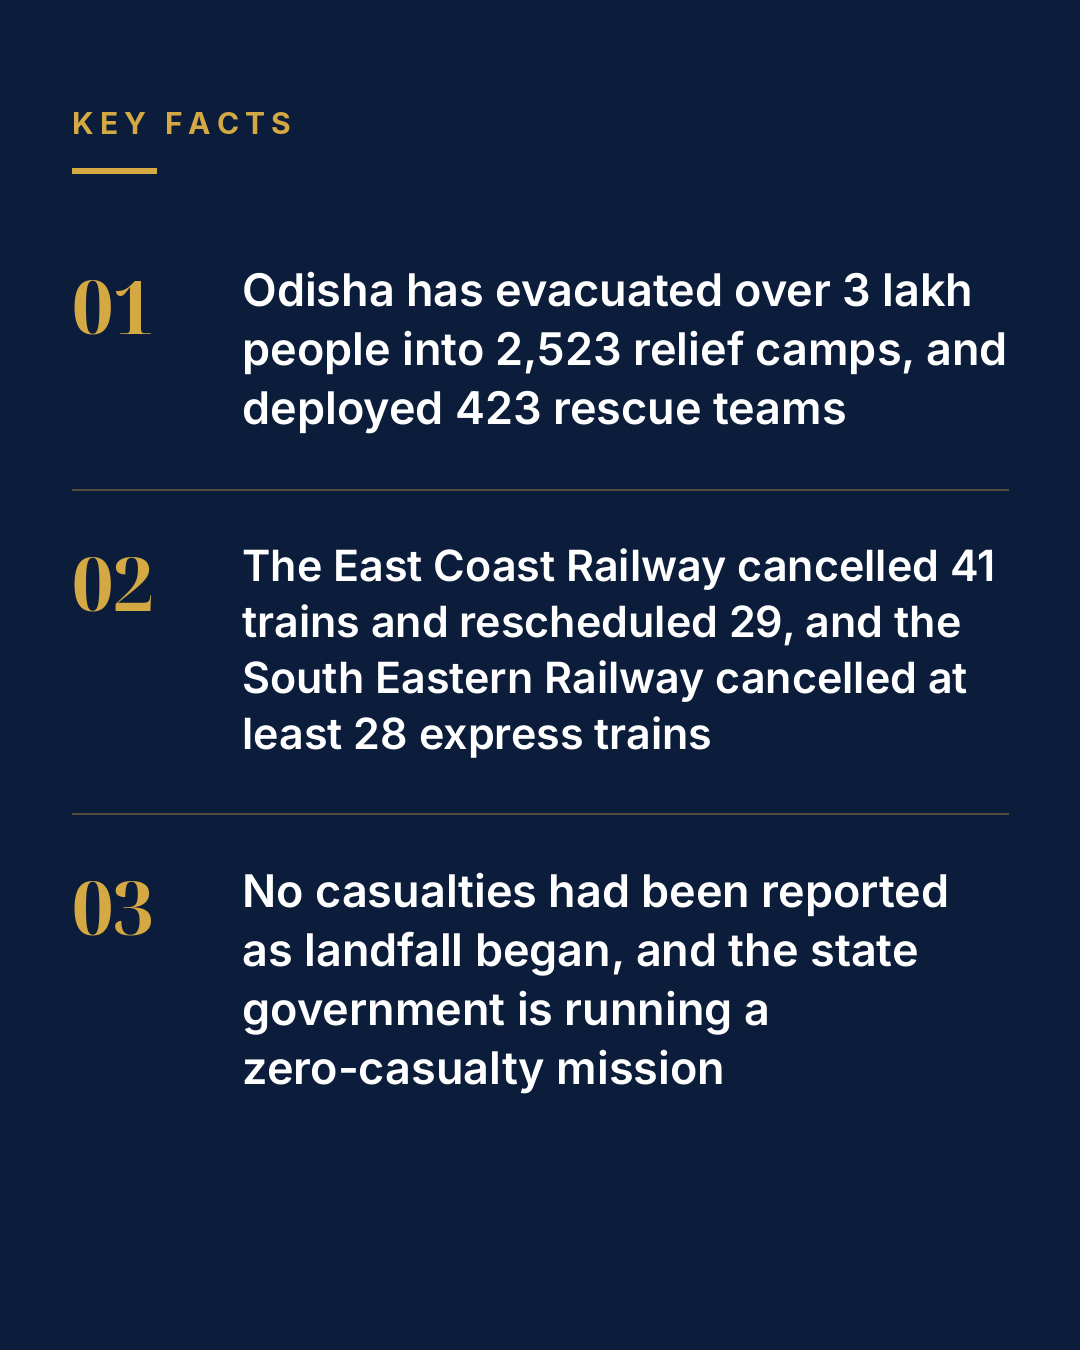 KEY FACTS
01
Odisha has evacuated over 3 lakh
people into 2,523 relief camps, and
deployed 423 rescue teams
02
The East Coast Railway cancelled 41
trains and rescheduled 29, and the
South Eastern Railway cancelled at
least 28 express trains
03
No casualties had been reported
as landfall began, and the state
government is running a
zero-casualty mission